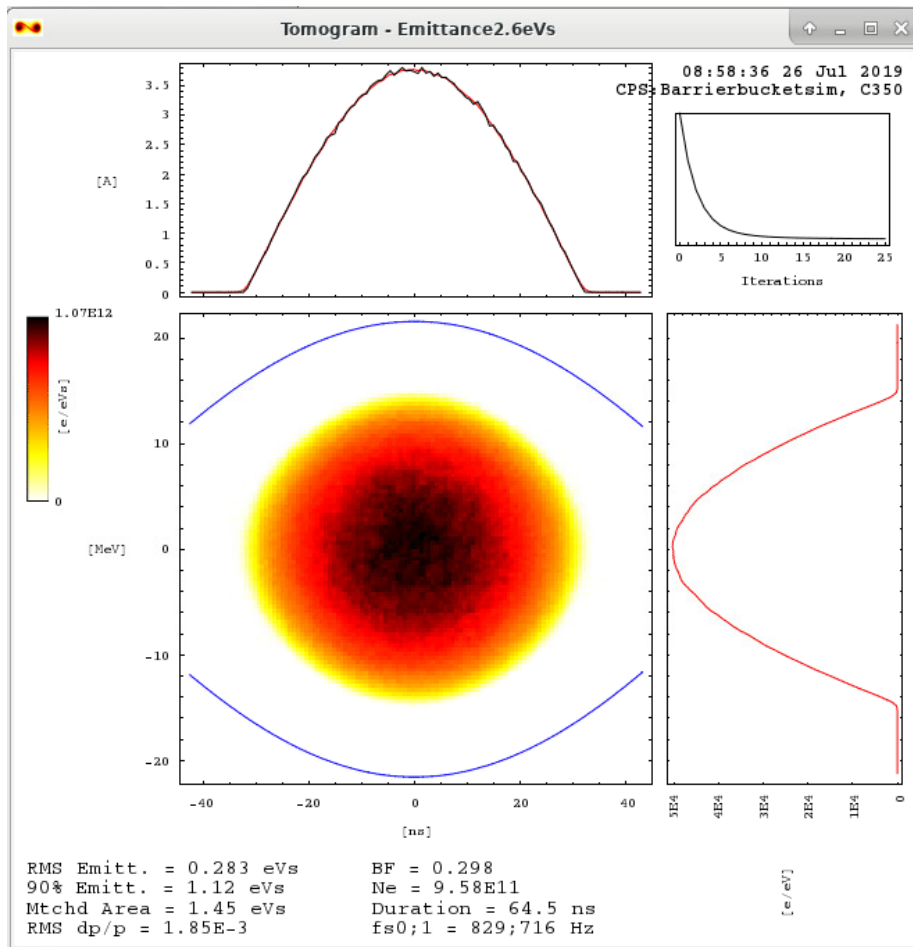 Tomogram - Emittance2.6eVs
08:58:36 26 Jul 2019
CPS:Barrierbucketsim, C350
3.5
3
2.5
2
1.5
1
0.5
0
[A]
0 5 10 15 20 25
Iterations
1.07E12
[e/eVs]
0
20
10
0
-10
-20
[MeV]
-40 -20 0 20 40
[ns]
5E4 4E4 3E4 2E4 1E4 0
[e/eV]
RMS Emitt. = 0.283 eVs BF = 0.298
90% Emitt. = 1.12 eVs Ne = 9.58E11
Mtchd Area = 1.45 eVs Duration = 64.5 ns
RMS dp/p = 1.85E-3 fs0;1 = 829;716 Hz